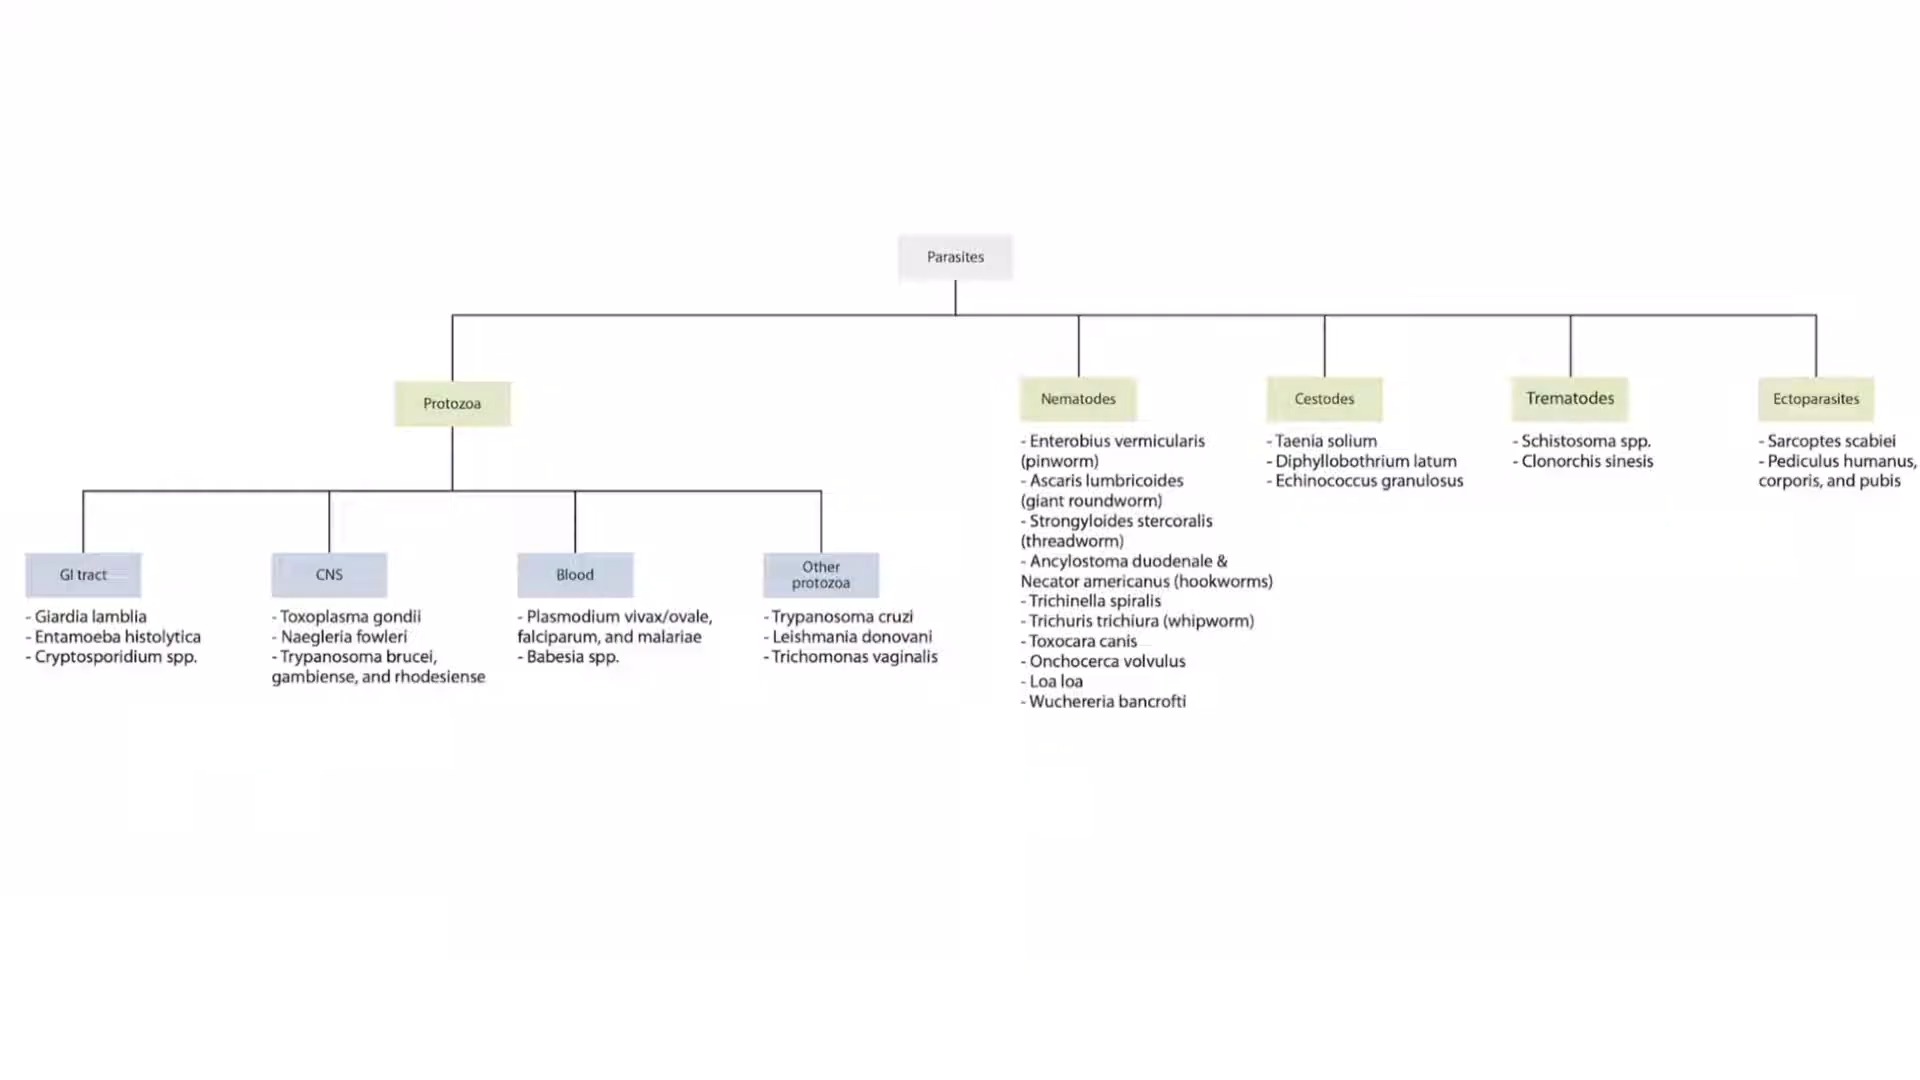 Parasites
Protozoa
GI tract
- Giardia lamblia
- Entamoeba histolytica
- Cryptosporidium spp.
CNS
- Toxoplasma gondii
- Naegleria fowleri
- Trypanosoma brucei,
gambiense, and rhodesiense
Blood
- Plasmodium vivax/ovale,
falciparum, and malariae
- Babesia spp.
Other
protozoa
- Trypanosoma cruzi
- Leishmania donovani
- Trichomonas vaginalis
Nematodes
- Enterobius vermicularis
(pinworm)
- Ascaris lumbricoides
(giant roundworm)
- Strongyloides stercoralis
(threadworm)
- Ancylostoma duodenale &
Necator americanus (hookworms)
- Trichinella spiralis
- Trichuris trichiura (whipworm)
- Toxocara canis
- Onchocerca volvulus
- Loa loa
- Wuchereria bancrofti
Cestodes
- Taenia solium
- Diphyllobothrium latum
- Echinococcus granulosus
Trematodes
- Schistosoma spp.
- Clonorchis sinesis
Ectoparasites
- Sarcoptes scabiei
- Pediculus humanus,
corporis, and pubis